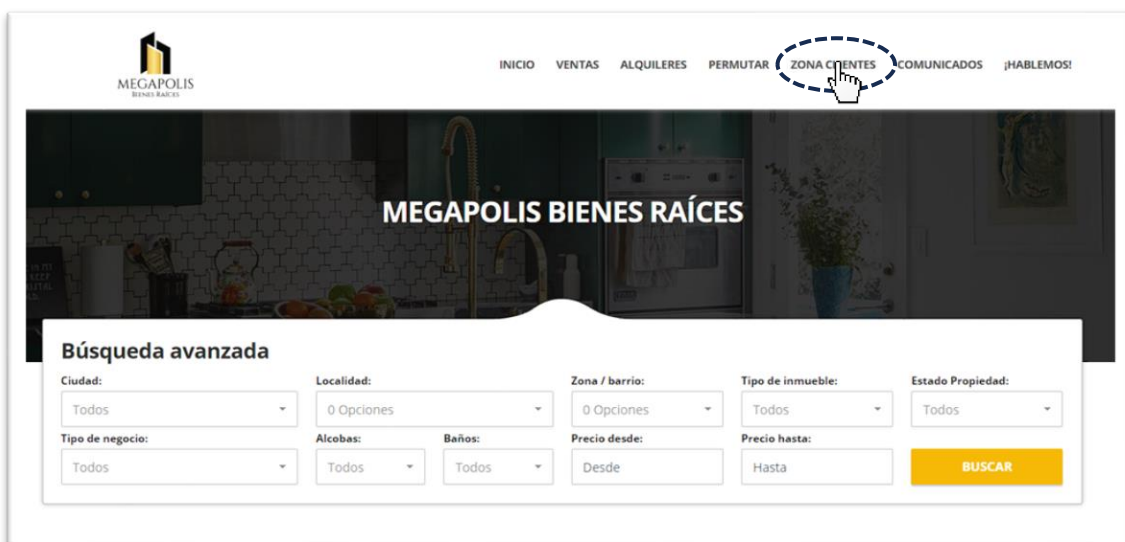 MEGAPOLIS
BIENES RAÍCES
INICIO VENTAS ALQUILERES PERMUTAR ZONA CLIENTES COMUNICADOS ¡HABLEMOS!
MEGAPOLIS BIENES RAÍCES
Búsqueda avanzada
Ciudad: Localidad: Zona / barrio: Tipo de inmueble: Estado Propiedad:
Todos 0 Opciones 0 Opciones Todos Todos
Tipo de negocio: Alcobas: Baños: Precio desde: Precio hasta:
Todos Todos Todos Desde Hasta BUSCAR